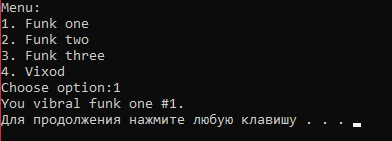 Menu:
1. Funk one
2. Funk two
3. Funk three
4. Vixod
Choose option:1
You vibral funk one #1.
Для продолжения нажмите любую клавишу . . .